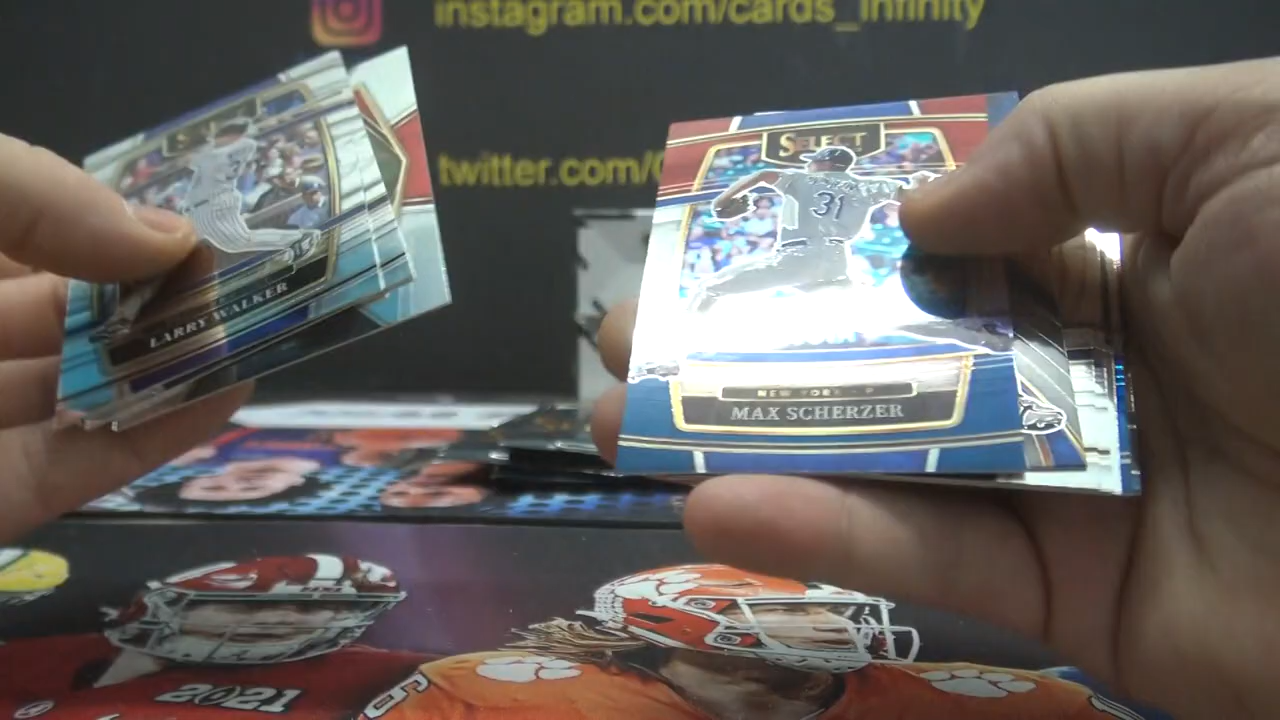 instagram.com/cards_infinity
twitter.com/
SELECT
31
NEW YORK
MAX SCHERZER
LARRY WALKER
2021